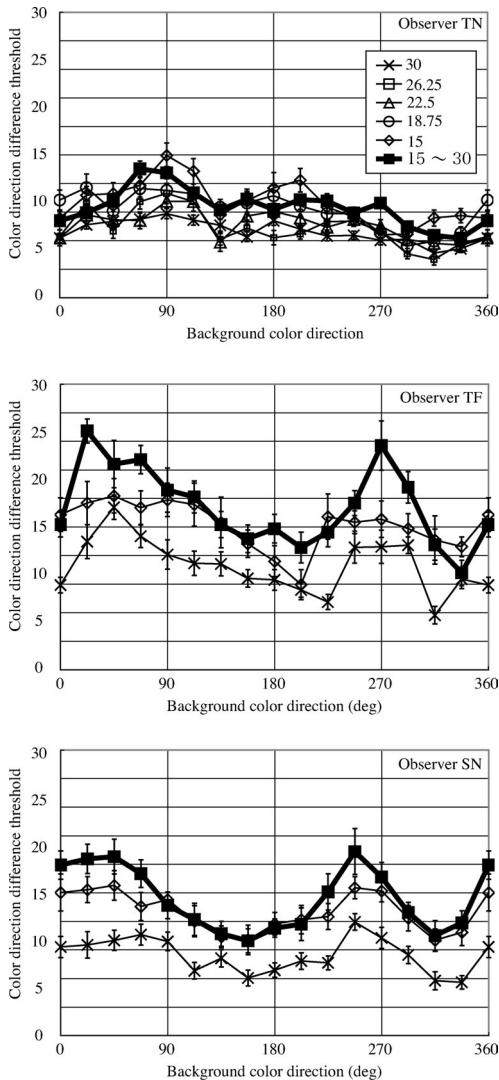 Observer TN
Color direction difference threshold
30
25
20
15
10
5
0
30
26.25
22.5
18.75
15
15 ～ 30
0 90 180 270 360
Background color direction
Observer TF
Color direction difference threshold
30
25
20
15
10
5
0
0 90 180 270 360
Background color direction (deg)
Observer SN
Color direction difference threshold
30
25
20
15
10
5
0
0 90 180 270 360
Background color direction (deg)